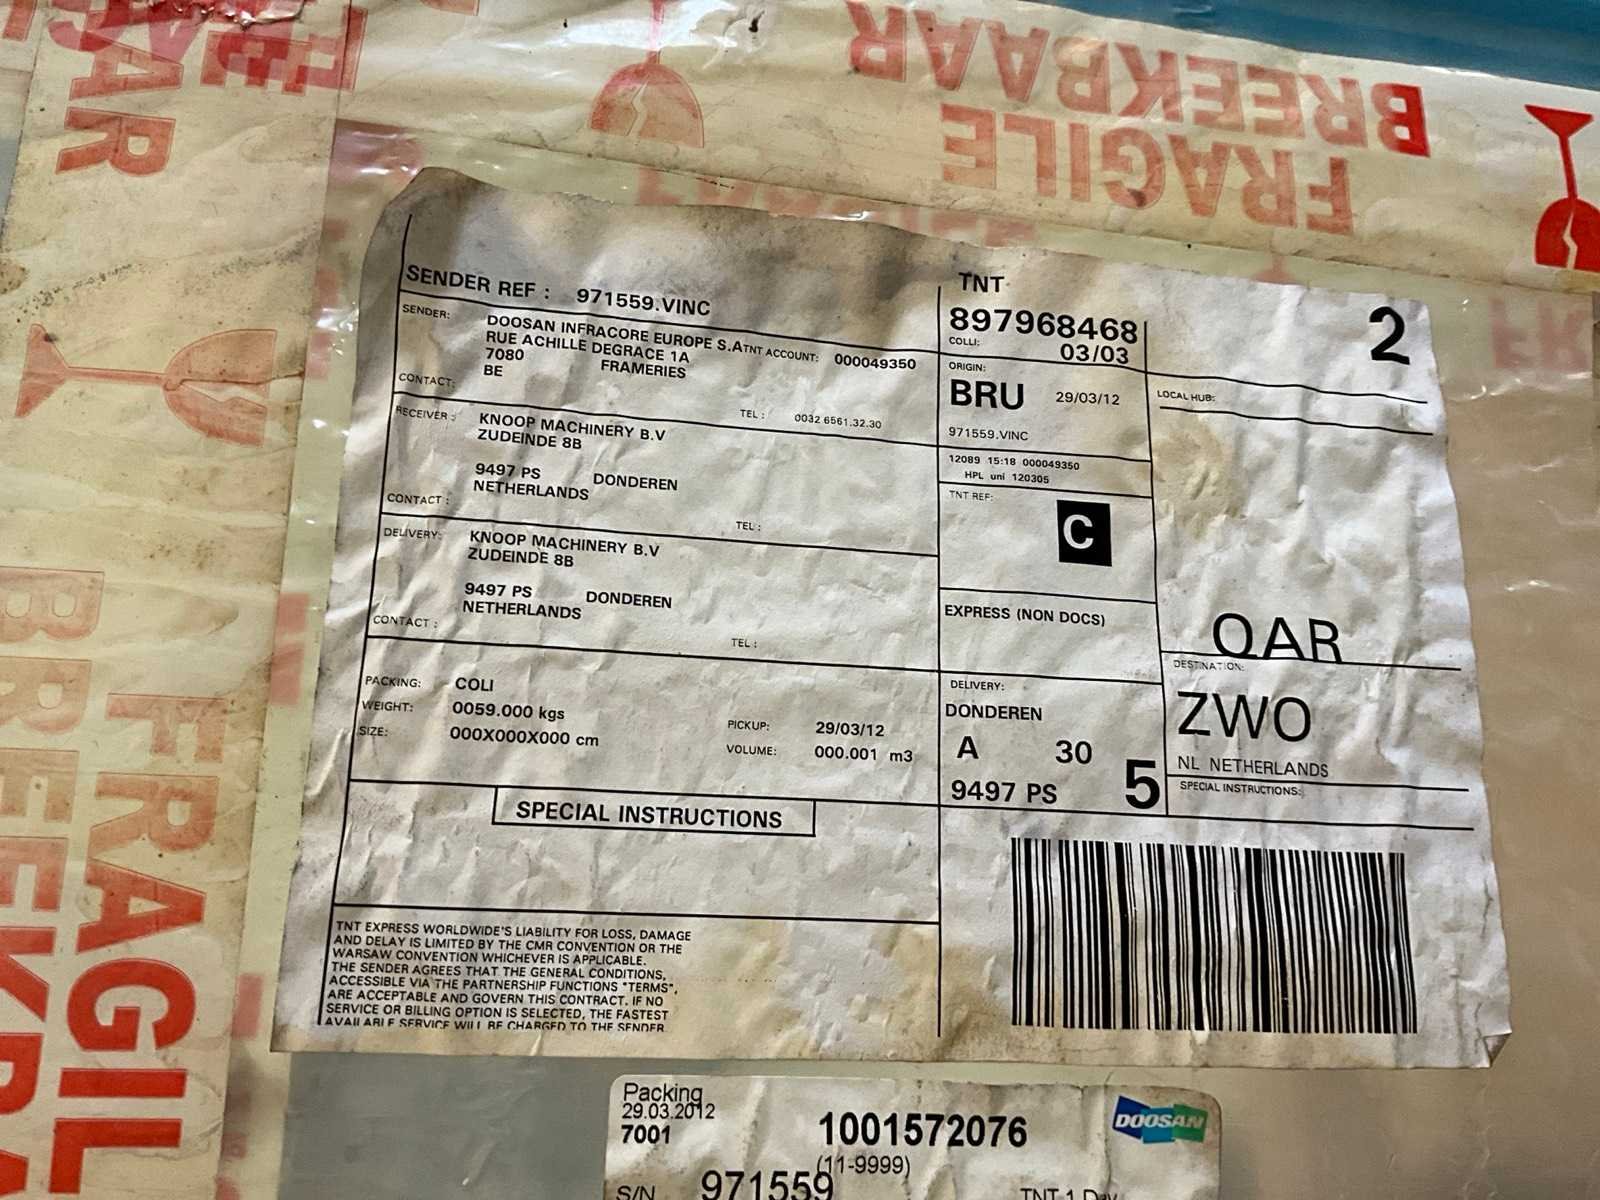 BREEKBAAR
FRAGILE
FRAGILE
BREEKBAAR
SENDER REF : 971559.VINC
SENDER: DOOSAN INFRACORE EUROPE S.A TNT ACCOUNT: 000049350
RUE ACHILLE DEGRACE 1A
7080 FRAMERIES
BE
CONTACT: TEL : 0032 6561.32.30
RECEIVER : KNOOP MACHINERY B.V
ZUDEINDE 8B
9497 PS DONDEREN
NETHERLANDS
CONTACT : TEL :
DELIVERY: KNOOP MACHINERY B.V
ZUDEINDE 8B
9497 PS DONDEREN
NETHERLANDS
CONTACT : TEL :
PACKING: COLI
WEIGHT: 0059.000 kgs PICKUP: 29/03/12
SIZE: 000X000X000 cm VOLUME: 000.001 m3
SPECIAL INSTRUCTIONS
TNT EXPRESS WORLDWIDE'S LIABILITY FOR LOSS, DAMAGE
AND DELAY IS LIMITED BY THE CMR CONVENTION OR THE
WARSAW CONVENTION WHICHEVER IS APPLICABLE.
THE SENDER AGREES THAT THE GENERAL CONDITIONS,
ACCESSIBLE VIA THE PARTNERSHIP FUNCTIONS "TERMS",
ARE ACCEPTABLE AND GOVERN THIS CONTRACT. IF NO
SERVICE OR BILLING OPTION IS SELECTED, THE FASTEST
AVAILABLE SERVICE WILL BE CHARGED TO THE SENDER
TNT
897968468
COLLI: 03/03
2
ORIGIN:
BRU 29/03/12
971559.VINC
LOCAL HUB:
12089 15:18 000049350
HPL uni 120305
TNT REF:
C
EXPRESS (NON DOCS)
QAR
DESTINATION:
ZWO
NL NETHERLANDS
SPECIAL INSTRUCTIONS:
DELIVERY:
DONDEREN
A 30
9497 PS 5
Packing
29.03.2012
7001
1001572076
(11-9999)
DOOSAN
S/N 971559
TNT 1 Day